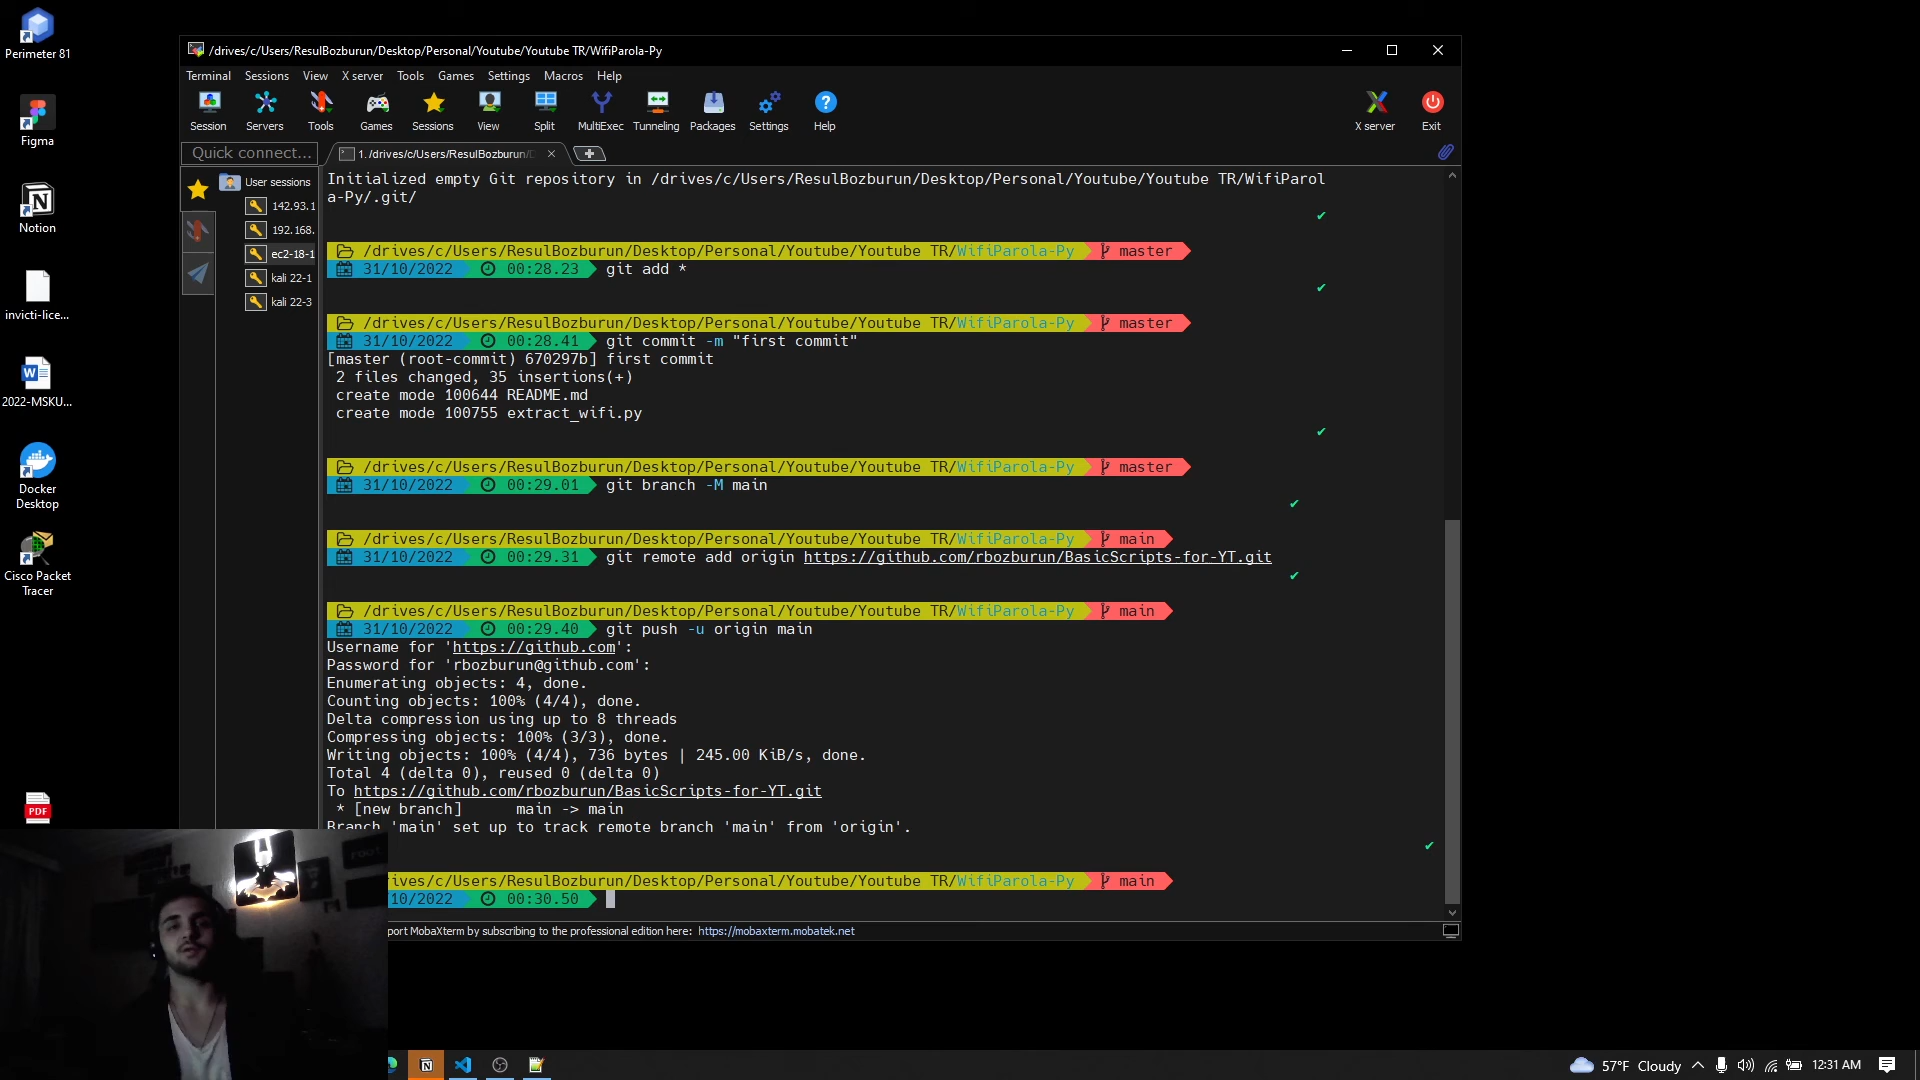 Perimeter 81
Figma
Notion
invicti-lice...
2022-MSKU...
Docker
Desktop
Cisco Packet
Tracer
PDF
/drives/c/Users/ResulBozburun/Desktop/Personal/Youtube/Youtube TR/WifiParola-Py
Terminal Sessions View X server Tools Games Settings Macros Help
Session Servers Tools Games Sessions View Split MultiExec Tunneling Packages Settings Help X server Exit
Quick connect... 1. /drives/c/Users/ResulBozburun/
User sessions
142.93.1
192.168.
ec2-18-1
kali 22-1
kali 22-3
Initialized empty Git repository in /drives/c/Users/ResulBozburun/Desktop/Personal/Youtube/Youtube TR/WifiParol
a-Py/.git/
/drives/c/Users/ResulBozburun/Desktop/Personal/Youtube/Youtube TR/WifiParola-Py master
31/10/2022 00:28.23 git add *
/drives/c/Users/ResulBozburun/Desktop/Personal/Youtube/Youtube TR/WifiParola-Py master
31/10/2022 00:28.41 git commit -m "first commit"
[master (root-commit) 670297b] first commit
2 files changed, 35 insertions(+)
create mode 100644 README.md
create mode 100755 extract_wifi.py
/drives/c/Users/ResulBozburun/Desktop/Personal/Youtube/Youtube TR/WifiParola-Py master
31/10/2022 00:29.01 git branch -M main
/drives/c/Users/ResulBozburun/Desktop/Personal/Youtube/Youtube TR/WifiParola-Py main
31/10/2022 00:29.31 git remote add origin https://github.com/rbozburun/BasicScripts-for-YT.git
/drives/c/Users/ResulBozburun/Desktop/Personal/Youtube/Youtube TR/WifiParola-Py main
31/10/2022 00:29.40 git push -u origin main
Username for 'https://github.com':
Password for 'rbozburun@github.com':
Enumerating objects: 4, done.
Counting objects: 100% (4/4), done.
Delta compression using up to 8 threads
Compressing objects: 100% (3/3), done.
Writing objects: 100% (4/4), 736 bytes | 245.00 KiB/s, done.
Total 4 (delta 0), reused 0 (delta 0)
To https://github.com/rbozburun/BasicScripts-for-YT.git
* [new branch] main -> main
Branch 'main' set up to track remote branch 'main' from 'origin'.
ives/c/Users/ResulBozburun/Desktop/Personal/Youtube/Youtube TR/WifiParola-Py main
10/2022 00:30.50
port MobaXterm by subscribing to the professional edition here: https://mobaxterm.mobatek.net
root
57°F Cloudy 12:31 AM